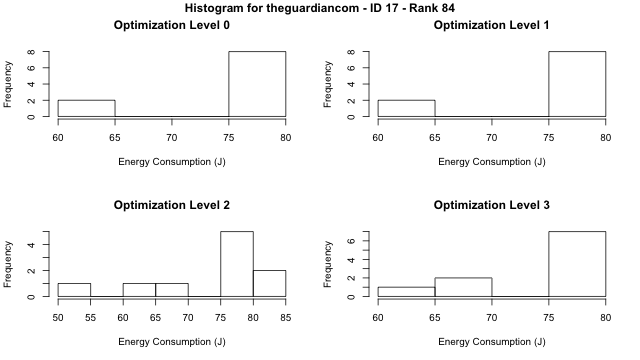 Histogram for theguardiancom - ID 17 - Rank 84
Optimization Level 0
Frequency
0 2 4 6 8
60 65 70 75 80
Energy Consumption (J)
Optimization Level 1
Frequency
0 2 4 6 8
60 65 70 75 80
Energy Consumption (J)
Optimization Level 2
Frequency
0 2 4
50 55 60 65 70 75 80 85
Energy Consumption (J)
Optimization Level 3
Frequency
0 2 4 6
60 65 70 75 80
Energy Consumption (J)